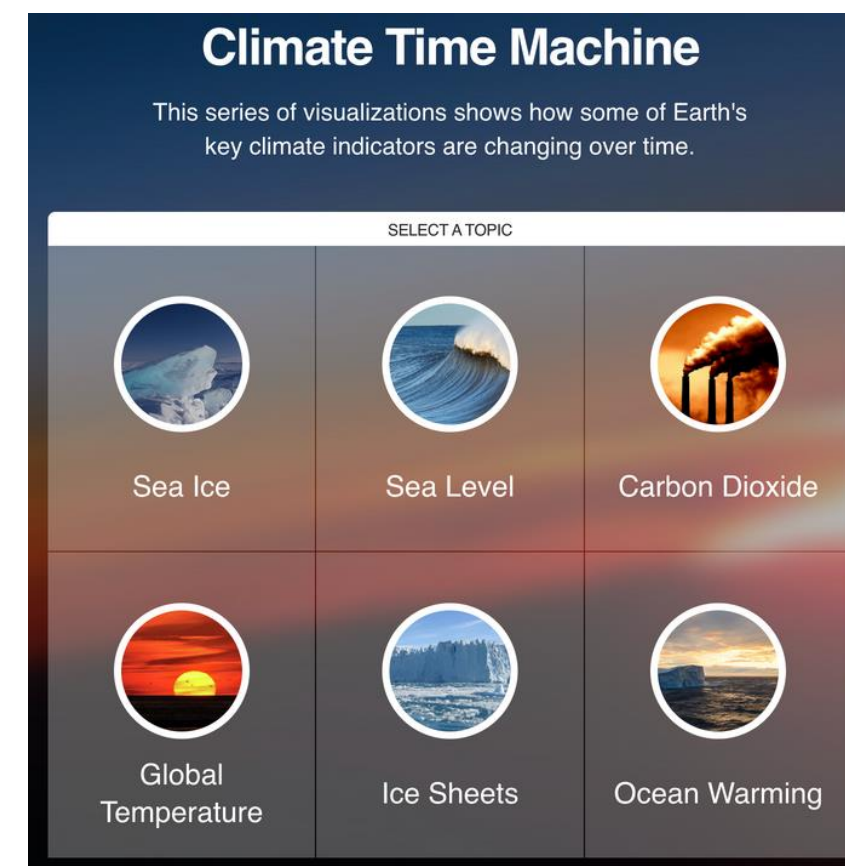 Climate Time Machine
This series of visualizations shows how some of Earth's
key climate indicators are changing over time.
SELECT A TOPIC
Sea Ice
Sea Level
Carbon Dioxide
Global
Temperature
Ice Sheets
Ocean Warming